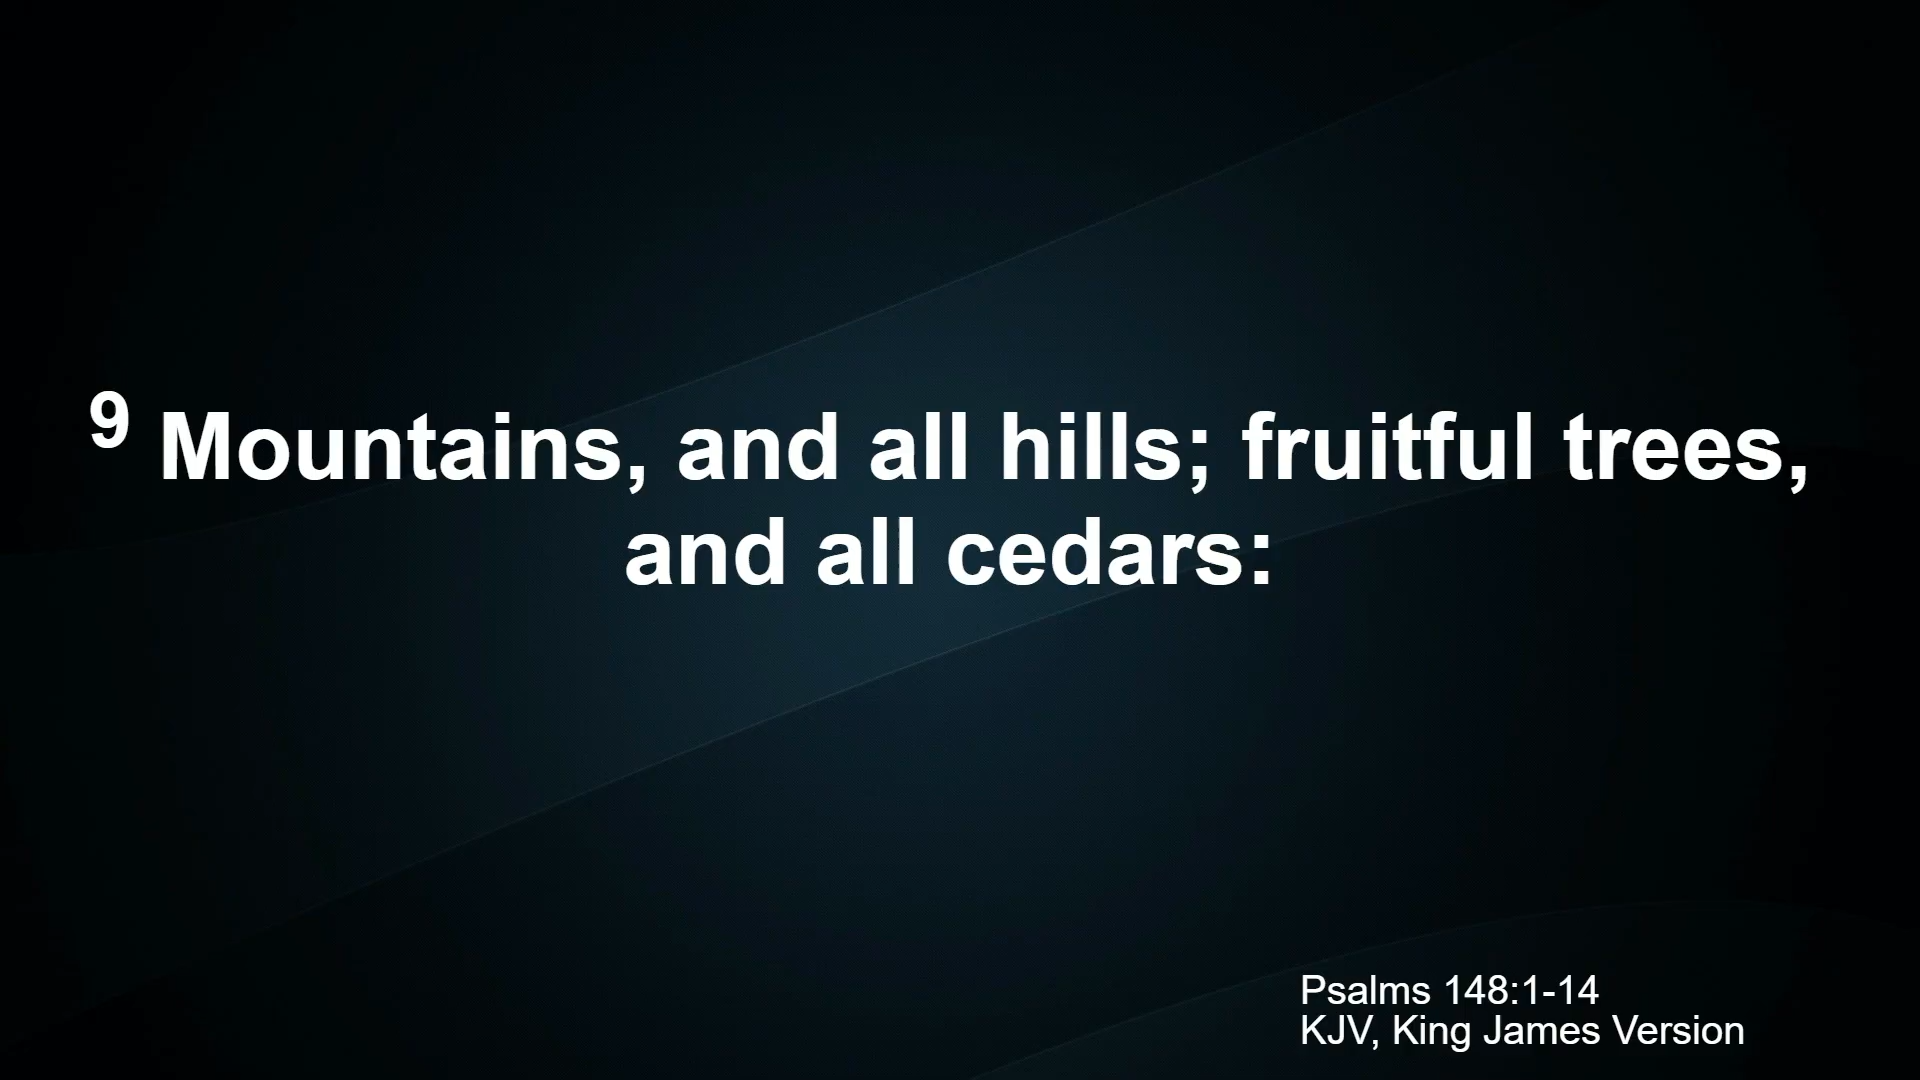 9 Mountains, and all hills; fruitful trees,
and all cedars:
Psalms 148:1-14
KJV, King James Version